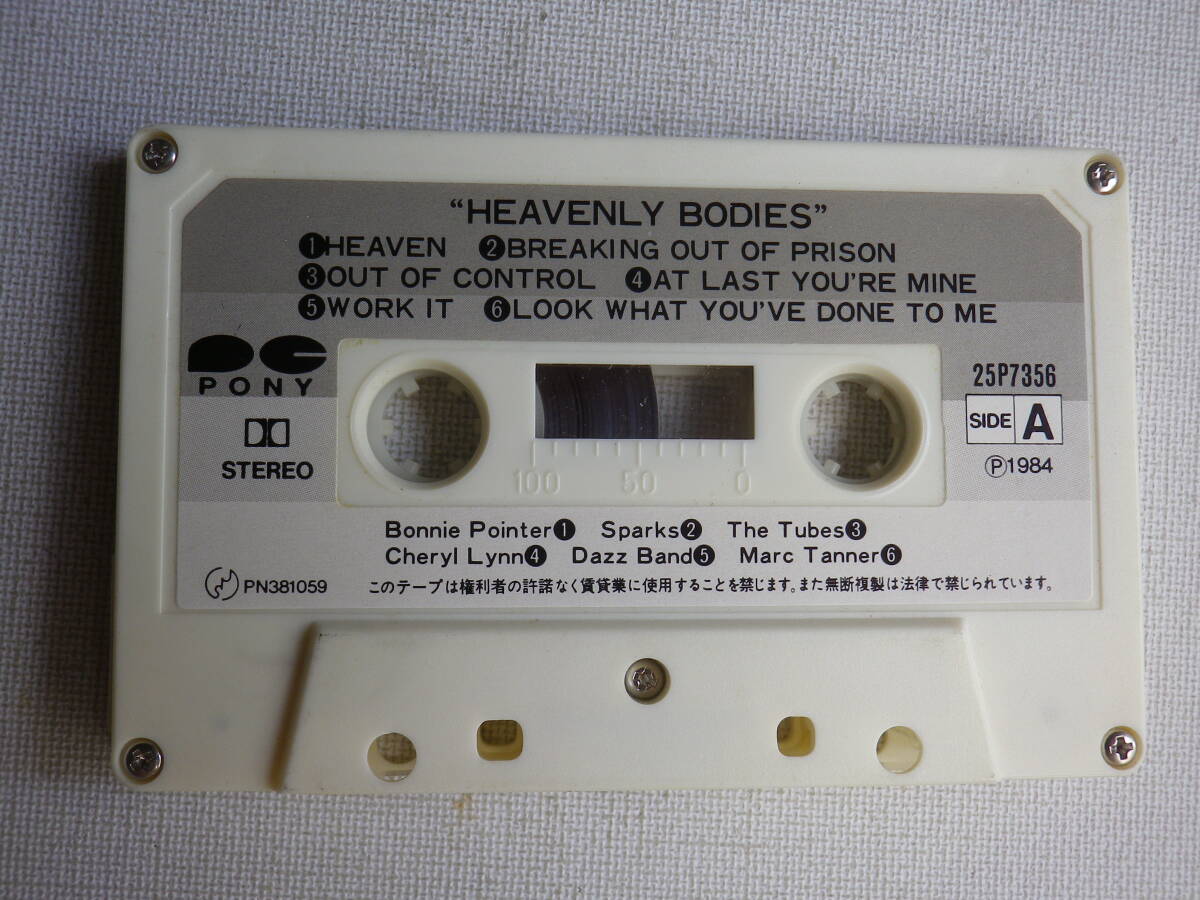 “HEAVENLY BODIES”
❶HEAVEN ❷BREAKING OUT OF PRISON
❸OUT OF CONTROL ❹AT LAST YOU'RE MINE
❺WORK IT ❻LOOK WHAT YOU'VE DONE TO ME
PONY
25P7356
SIDE A
STEREO
Ⓟ1984
100 50 0
Bonnie Pointer❶ Sparks❷ The Tubes❸
Cheryl Lynn❹ Dazz Band❺ Marc Tanner❻
PN381059 このテープは権利者の許諾なく賃貸業に使用することを禁じます。また無断複製は法律で禁じられています。